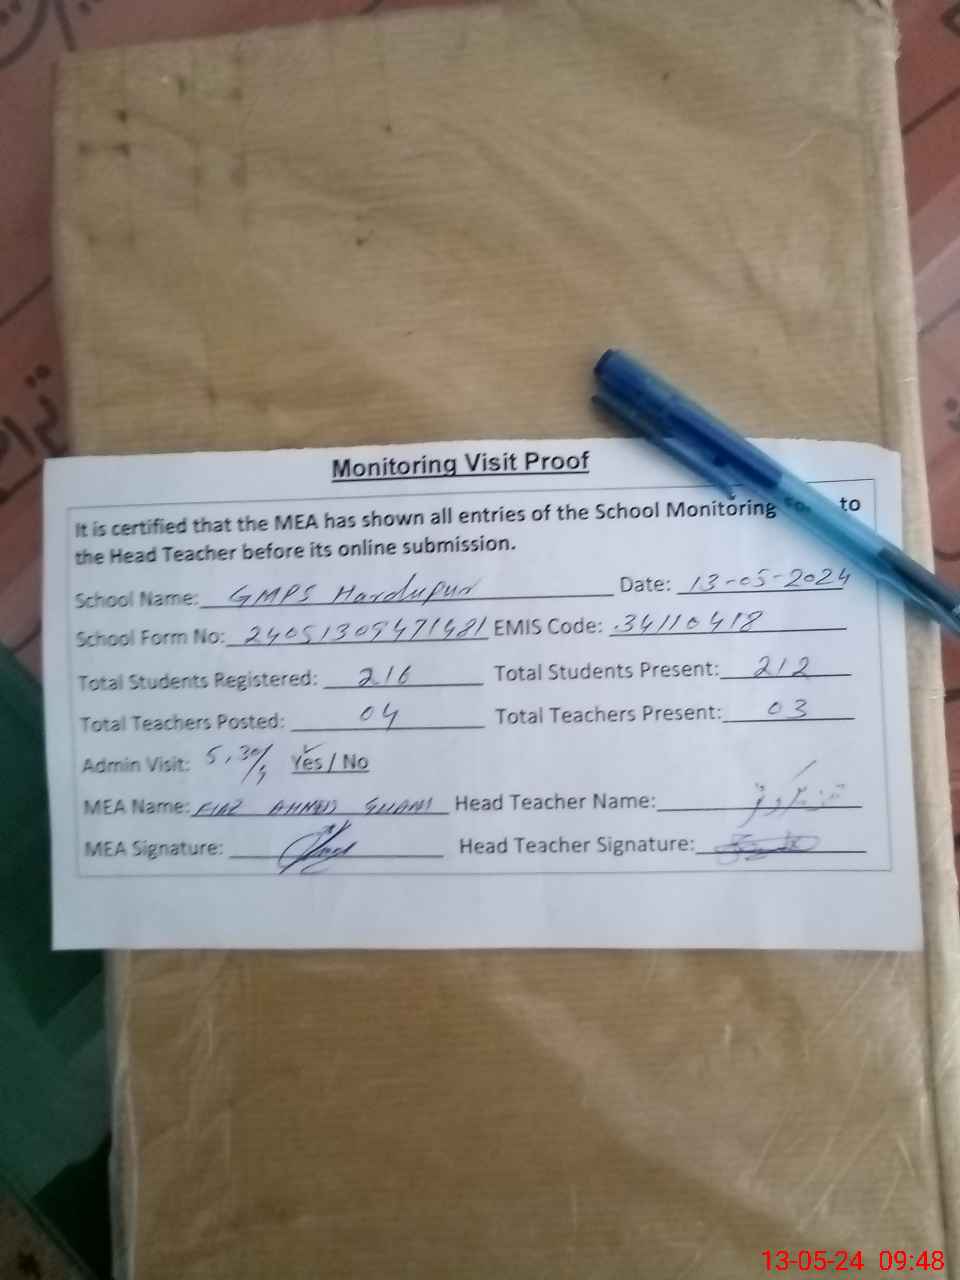 Monitoring Visit Proof
It is certified that the MEA has shown all entries of the School Monitoring to
the Head Teacher before its online submission.
School Name: GMPS Hardupur Date: 13-05-2024
School Form No: 24051309471481 EMIS Code: 34110418
Total Students Registered: 216 Total Students Present: 212
Total Teachers Posted: 04 Total Teachers Present: 03
Admin Visit: Yes / No
MEA Name: AHMED Head Teacher Name:
MEA Signature: Head Teacher Signature:
13-05-24 09:48